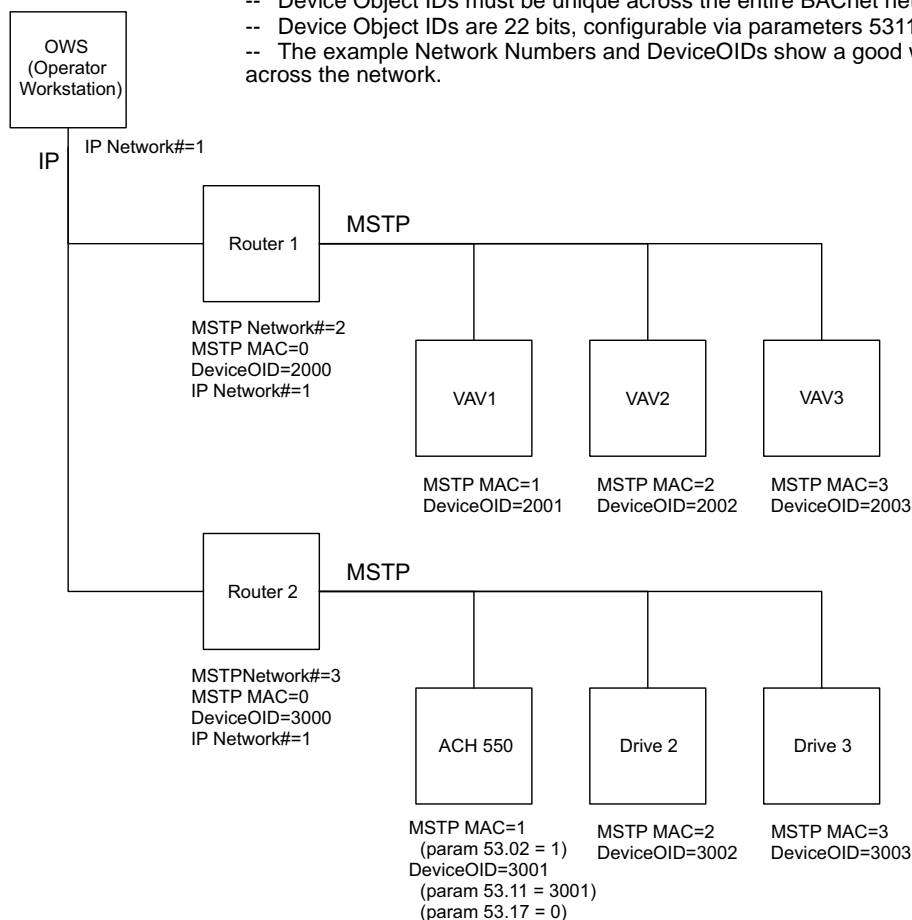 -- Device Object IDs must be unique across the entire BACnet
-- Device Object IDs are 22 bits, configurable via parameters 5311
-- The example Network Numbers and DeviceOIDs show a good
across the network.
OWS
(Operator
Workstation)
IP Network#=1
IP
Router 1
MSTP
MSTP Network#=2
MSTP MAC=0
DeviceOID=2000
IP Network#=1
VAV1
VAV2
VAV3
MSTP MAC=1
DeviceOID=2001
MSTP MAC=2
DeviceOID=2002
MSTP MAC=3
DeviceOID=2003
Router 2
MSTP
MSTPNetwork#=3
MSTP MAC=0
DeviceOID=3000
IP Network#=1
ACH 550
Drive 2
Drive 3
MSTP MAC=1
(param 53.02 = 1)
DeviceOID=3001
(param 53.11 = 3001)
(param 53.17 = 0)
MSTP MAC=2
DeviceOID=3002
MSTP MAC=3
DeviceOID=3003